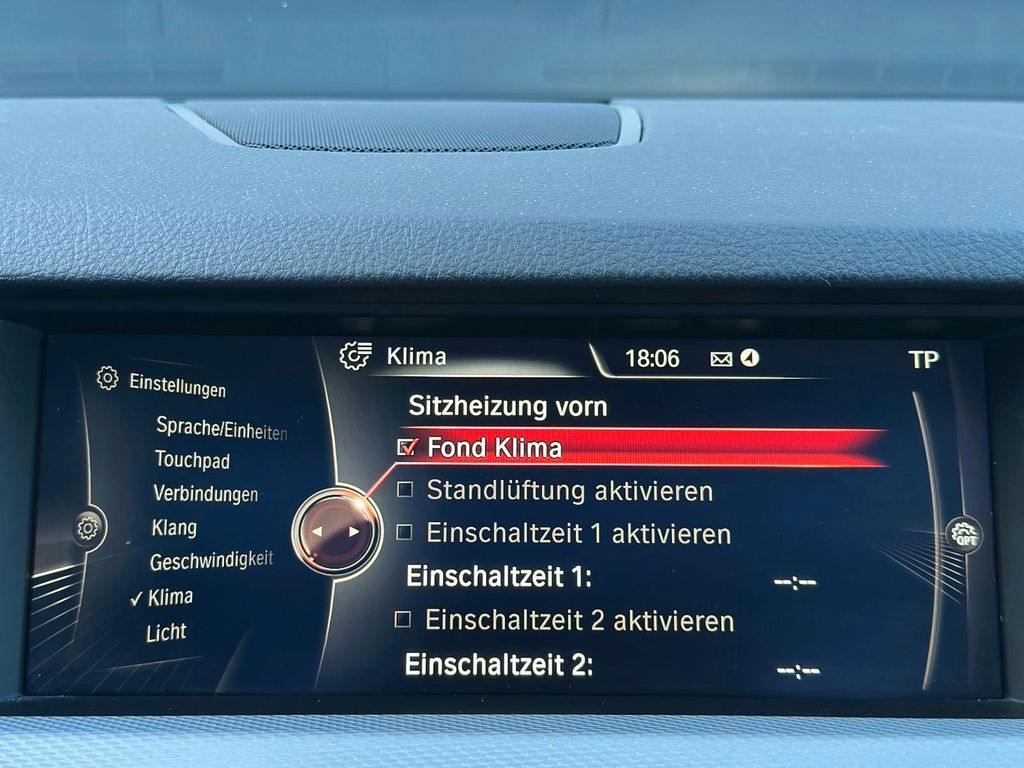 Einstellungen
Sprache/Einheiten
Touchpad
Verbindungen
Klang
Geschwindigkeit
✓ Klima
Licht
Klima
18:06
TP
Sitzheizung vorn
Fond Klima
Standlüftung aktivieren
Einschaltzeit 1 aktivieren
Einschaltzeit 1: --:--
Einschaltzeit 2 aktivieren
Einschaltzeit 2: --:--
OPT